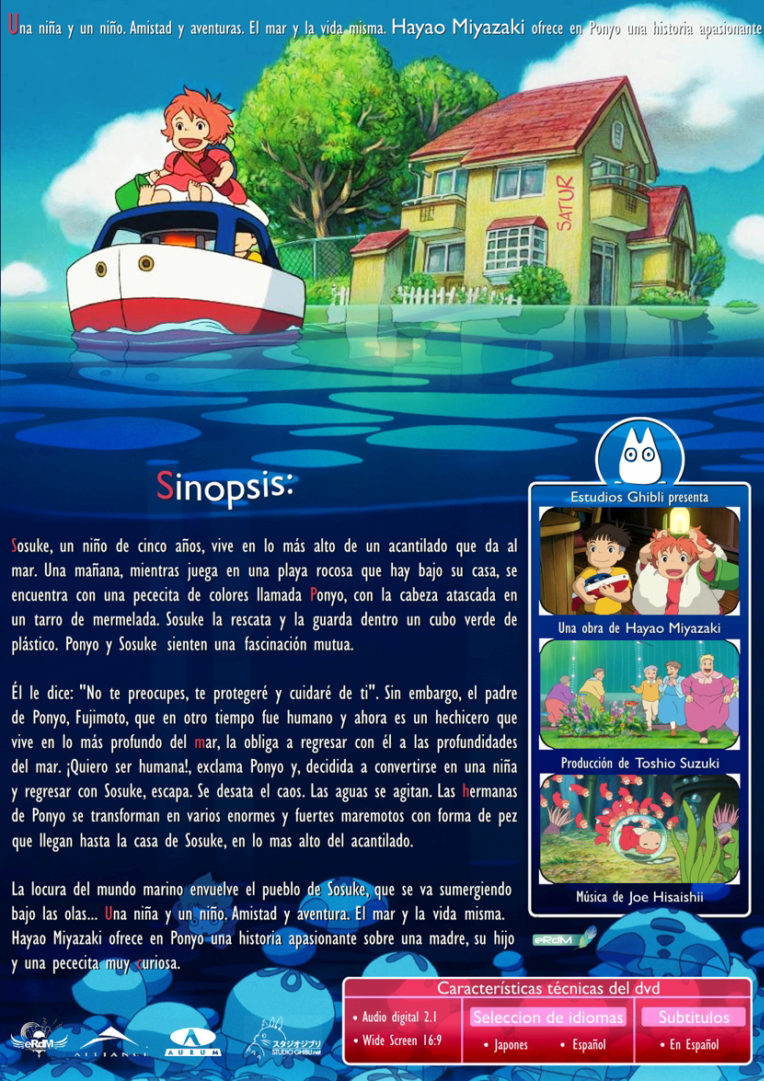 Una niña y un niño. Amistad y aventuras. El mar y la vida misma. Hayao Miyazaki ofrece en Ponyo una historia apasionante
SATUR
Sinopsis:
Sosuke, un niño de cinco años, vive en lo más alto de un acantilado que da al
mar. Una mañana, mientras juega en una playa rocosa que hay bajo su casa, se
encuentra con una pececita de colores llamada Ponyo, con la cabeza atascada en
un tarro de mermelada. Sosuke la rescata y la guarda dentro un cubo verde de
plástico. Ponyo y Sosuke sienten una fascinación mutua.
Él le dice: "No te preocupes, te protegeré y cuidaré de ti". Sin embargo, el padre
de Ponyo, Fujimoto, que en otro tiempo fue humano y ahora es un hechicero que
vive en lo más profundo del mar, la obliga a regresar con él a las profundidades
del mar. ¡Quiero ser humana!, exclama Ponyo y, decidida a convertirse en una niña
y regresar con Sosuke, escapa. Se desata el caos. Las aguas se agitan. Las hermanas
de Ponyo se transforman en varios enormes y fuertes maremotos con forma de pez
que llegan hasta la casa de Sosuke, en lo mas alto del acantilado.
La locura del mundo marino envuelve el pueblo de Sosuke, que se va sumergiendo
bajo las olas... Una niña y un niño. Amistad y aventura. El mar y la vida misma.
Hayao Miyazaki ofrece en Ponyo una historia apasionante sobre una madre, su hijo
y una pececita muy curiosa.
Estudios Ghibli presenta
Una obra de Hayao Miyazaki
Producción de Toshio Suzuki
Música de Joe Hisaishii
eRdM
Características técnicas del dvd
• Audio digital 2.1
• Wide Screen 16:9
Seleccion de idiomas
• Japones • Español
Subtitulos
• En Español
eRdM
ALLIANCE
AURUM
スタジオジブリ
STUDIO GHIBLI.net